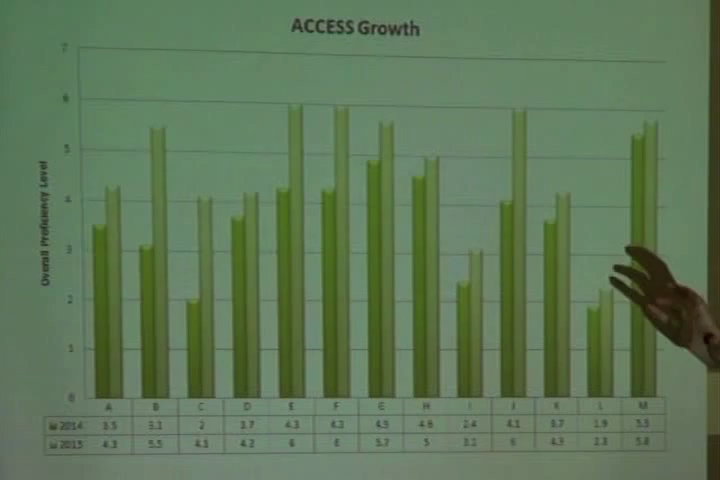 ACCESS Growth
7
6
5
4
3
2
1
0
Overall Proficiency Level
A B C D E F G H I J K L M
2014 3.5 3.1 2 3.7 4.3 4.3 4.9 4.6 2.4 4.1 3.7 1.9 5.5
2015 4.3 5.5 4.1 4.2 6 6 5.7 5 3.1 6 4.3 2.3 5.8